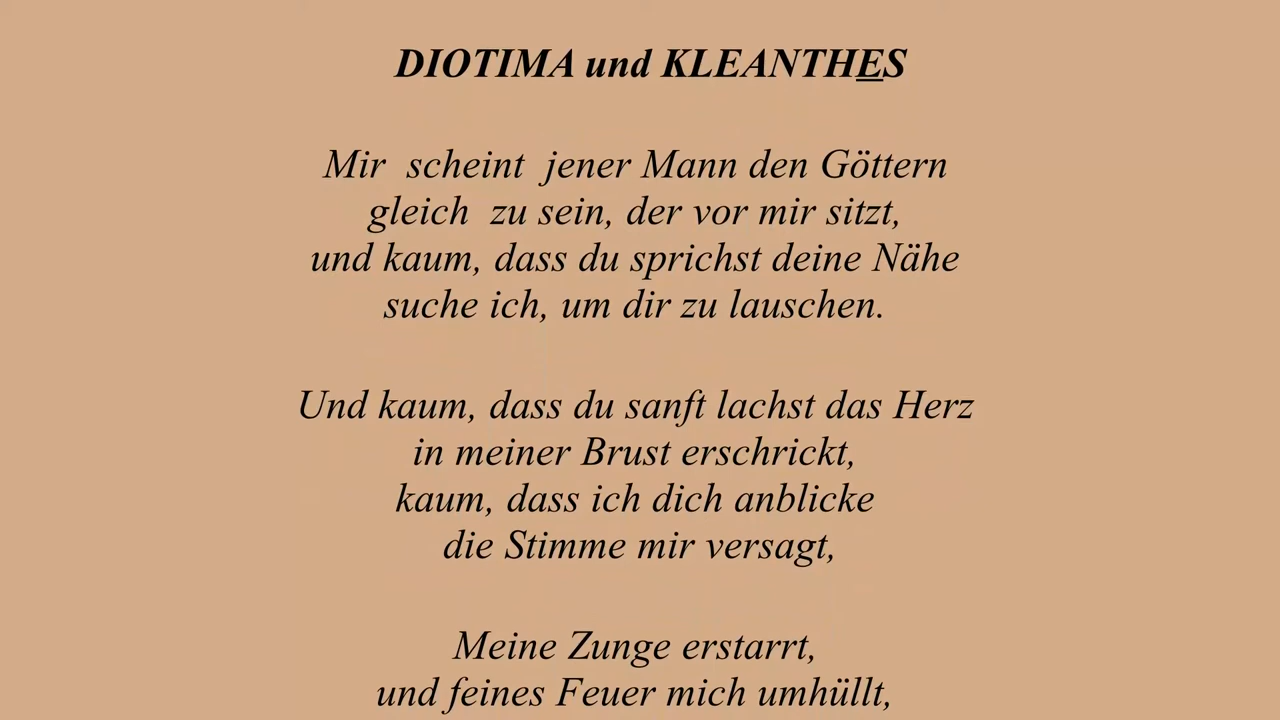 DIOTIMA und KLEANTHES
Mir scheint jener Mann den Göttern
gleich zu sein, der vor mir sitzt,
und kaum, dass du sprichst deine Nähe
suche ich, um dir zu lauschen.
Und kaum, dass du sanft lachst das Herz
in meiner Brust erschrickt,
kaum, dass ich dich anblicke
die Stimme mir versagt,
Meine Zunge erstarrt,
und feines Feuer mich umhüllt,